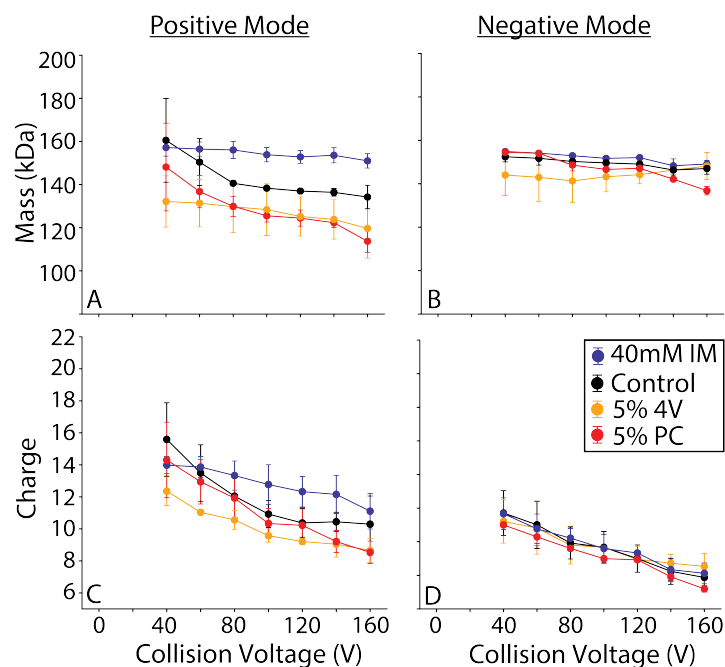 Positive Mode
Negative Mode
Mass (kDa)
200
180
160
140
120
100
A
B
Charge
22
20
18
16
14
12
10
8
6
C
D
40mM IM
Control
5% 4V
5% PC
0 40 80 120 160
0 40 80 120 160
Collision Voltage (V)
Collision Voltage (V)